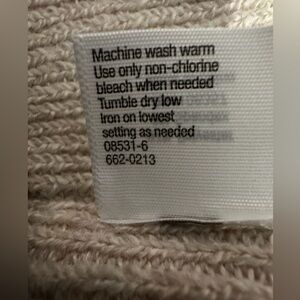 Machine wash warm
Use only non-chlorine
bleach when needed
Tumble dry low
Iron on lowest
setting as needed
08531-6
662-0213